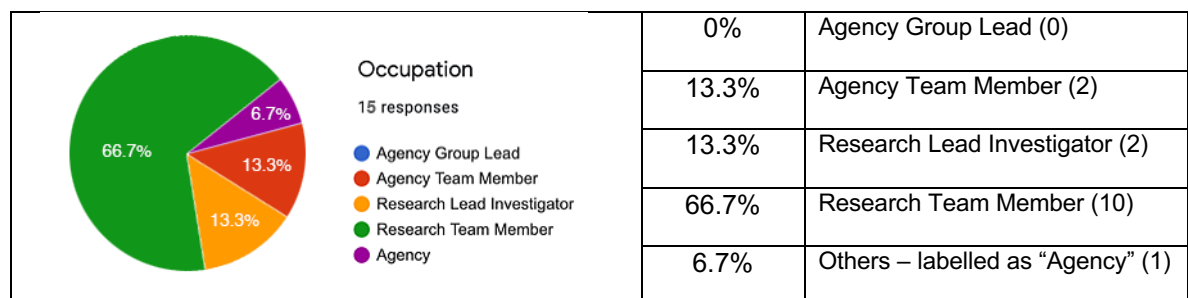 Occupation
15 responses
6.7%
66.7%
13.3%
13.3%
Agency Group Lead
Agency Team Member
Research Lead Investigator
Research Team Member
Agency
0% Agency Group Lead (0)
13.3% Agency Team Member (2)
13.3% Research Lead Investigator (2)
66.7% Research Team Member (10)
6.7% Others – labelled as “Agency” (1)